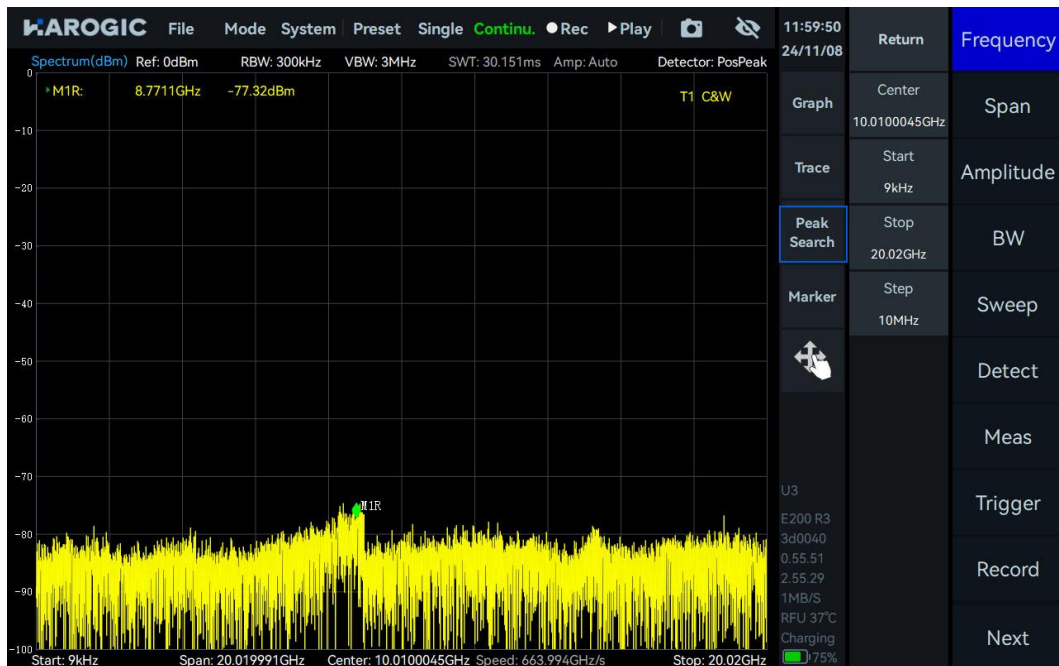 HAROGIC File Mode System Preset Single Continu. Rec Play
11:59:50
24/11/08
Return
Frequency
Spectrum(dBm) Ref: 0dBm RBW: 300kHz VBW: 3MHz SWT: 30.151ms Amp: Auto Detector: PosPeak
0
M1R: 8.7711GHz -77.32dBm
T1 C&W
Graph
Center
10.0100045GHz
Span
-10
Trace
Start
9kHz
Amplitude
-20
Peak
Search
Stop
20.02GHz
BW
-30
Marker
Step
10MHz
Sweep
-40
-50
Detect
-60
Meas
-70
M1R
U3
Trigger
E200 R3
-80
3d0040
0.55.51
Record
2.55.29
-90
1MB/S
RFU 37℃
Charging
Next
-100
75%
Start: 9kHz Span: 20.019991GHz Center: 10.0100045GHz Speed: 663.994GHz/s Stop: 20.02GHz